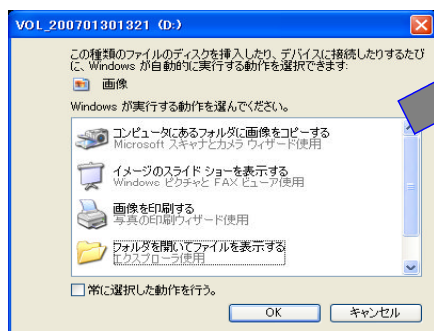 VOL_200701301321 (D:)
この種類のファイルのディスクを挿入したり、デバイスに接続したりするたび
に、Windows が自動的に実行する動作を選択できます:
画像
Windows が実行する動作を選んでください。
コンピュータにあるフォルダに画像をコピーする
Microsoft スキャナとカメラ ウィザード使用
イメージのスライド ショーを表示する
Windows ピクチャと FAX ビューア使用
画像を印刷する
写真の印刷ウィザード使用
フォルダを開いてファイルを表示する
エクスプローラ使用
常に選択した動作を行う。
OK
キャンセル